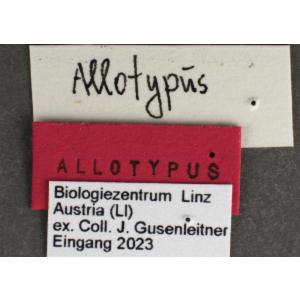 Allotypus
ALLOTYPUS
Biologiezentrum Linz
Austria (LI)
ex. Coll. J. Gusenleitner
Eingang 2023